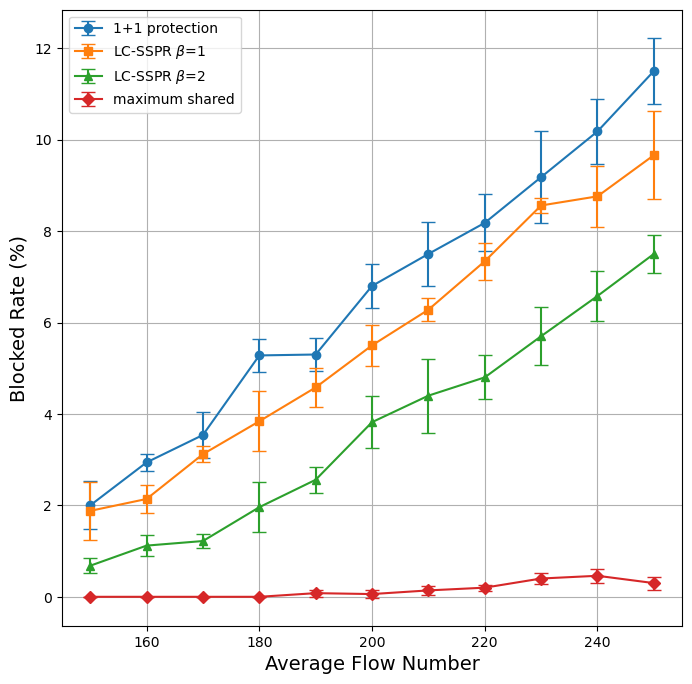 1+1 protection
LC-SSPR β=1
LC-SSPR β=2
maximum shared
Blocked Rate (%)
12
10
8
6
4
2
0
160 180 200 220 240
Average Flow Number